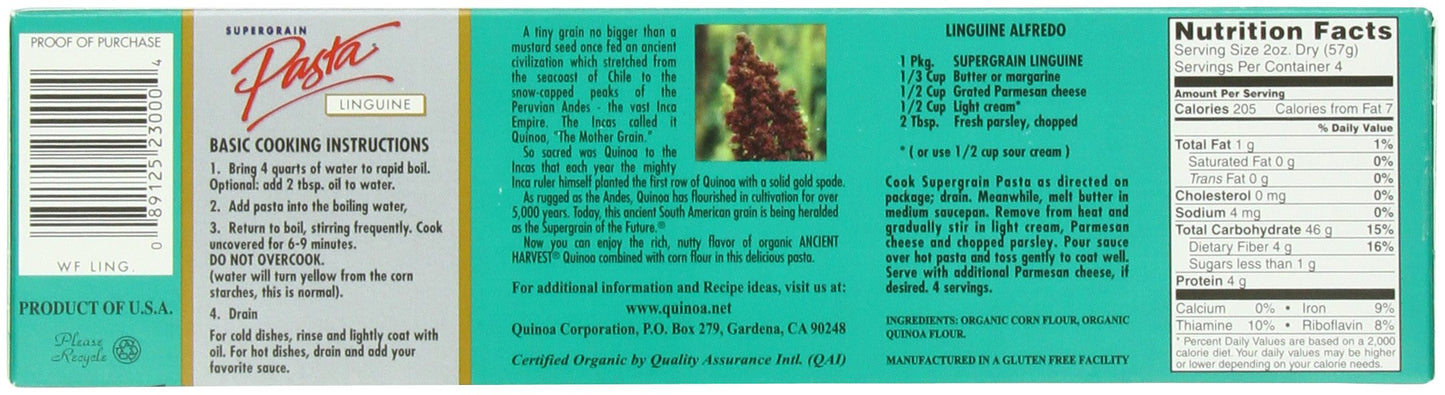 PROOF OF PURCHASE
0 89125 23000 4
WF LING.
PRODUCT OF U.S.A.
Please
Recycle
SUPERGRAIN
Pasta
LINGUINE
BASIC COOKING INSTRUCTIONS
1. Bring 4 quarts of water to rapid boil.
Optional: add 2 tbsp. oil to water.
2. Add pasta into the boiling water,
3. Return to boil, stirring frequently. Cook
uncovered for 6-9 minutes.
DO NOT OVERCOOK.
(water will turn yellow from the corn
starches, this is normal).
4. Drain
For cold dishes, rinse and lightly coat with
oil. For hot dishes, drain and add your
favorite sauce.
A tiny grain no bigger than a
mustard seed once fed an ancient
civilization which stretched from
the seacoast of Chile to the
snow-capped peaks of the
Peruvian Andes - the vast Inca
Empire. The Incas called it
Quinoa, "The Mother Grain."
So sacred was Quinoa to the
Incas that each year the mighty
Inca ruler himself planted the first row of Quinoa with a solid gold spade.
As rugged as the Andes, Quinoa has flourished in cultivation for over
5,000 years. Today, this ancient South American grain is being heralded
as the Supergrain of the Future.®
Now you can enjoy the rich, nutty flavor of organic ANCIENT
HARVEST® Quinoa combined with corn flour in this delicious pasta.
For additional information and Recipe ideas, visit us at:
www.quinoa.net
Quinoa Corporation, P.O. Box 279, Gardena, CA 90248
Certified Organic by Quality Assurance Intl. (QAI)
LINGUINE ALFREDO
1 Pkg. SUPERGRAIN LINGUINE
1/3 Cup Butter or margarine
1/2 Cup Grated Parmesan cheese
1/2 Cup Light cream*
2 Tbsp. Fresh parsley, chopped
* ( or use 1/2 cup sour cream )
Cook Supergrain Pasta as directed on
package; drain. Meanwhile, melt butter in
medium saucepan. Remove from heat and
gradually stir in light cream, Parmesan
cheese and chopped parsley. Pour sauce
over hot pasta and toss gently to coat well.
Serve with additional Parmesan cheese, if
desired. 4 servings.
INGREDIENTS: ORGANIC CORN FLOUR, ORGANIC
QUINOA FLOUR.
MANUFACTURED IN A GLUTEN FREE FACILITY
Nutrition Facts
Serving Size 2oz. Dry (57g)
Servings Per Container 4
Amount Per Serving
Calories 205 Calories from Fat 7
% Daily Value
Total Fat 1 g 1%
Saturated Fat 0 g 0%
Trans Fat 0 g 0%
Cholesterol 0 mg 0%
Sodium 4 mg 0%
Total Carbohydrate 46 g 15%
Dietary Fiber 4 g 16%
Sugars less than 1 g
Protein 4 g
Calcium 0% • Iron 9%
Thiamine 10% • Riboflavin 8%
* Percent Daily Values are based on a 2,000
calorie diet. Your daily values may be higher
or lower depending on your calorie needs.